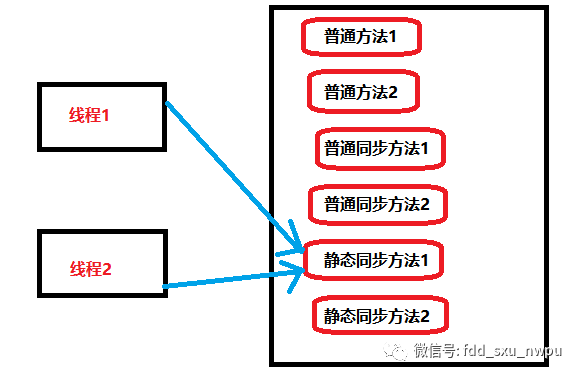 普通方法1
普通方法2
线程1
普通同步方法1
普通同步方法2
线程2
静态同步方法1
静态同步方法2
微信号: fdd_sxu_nwpu